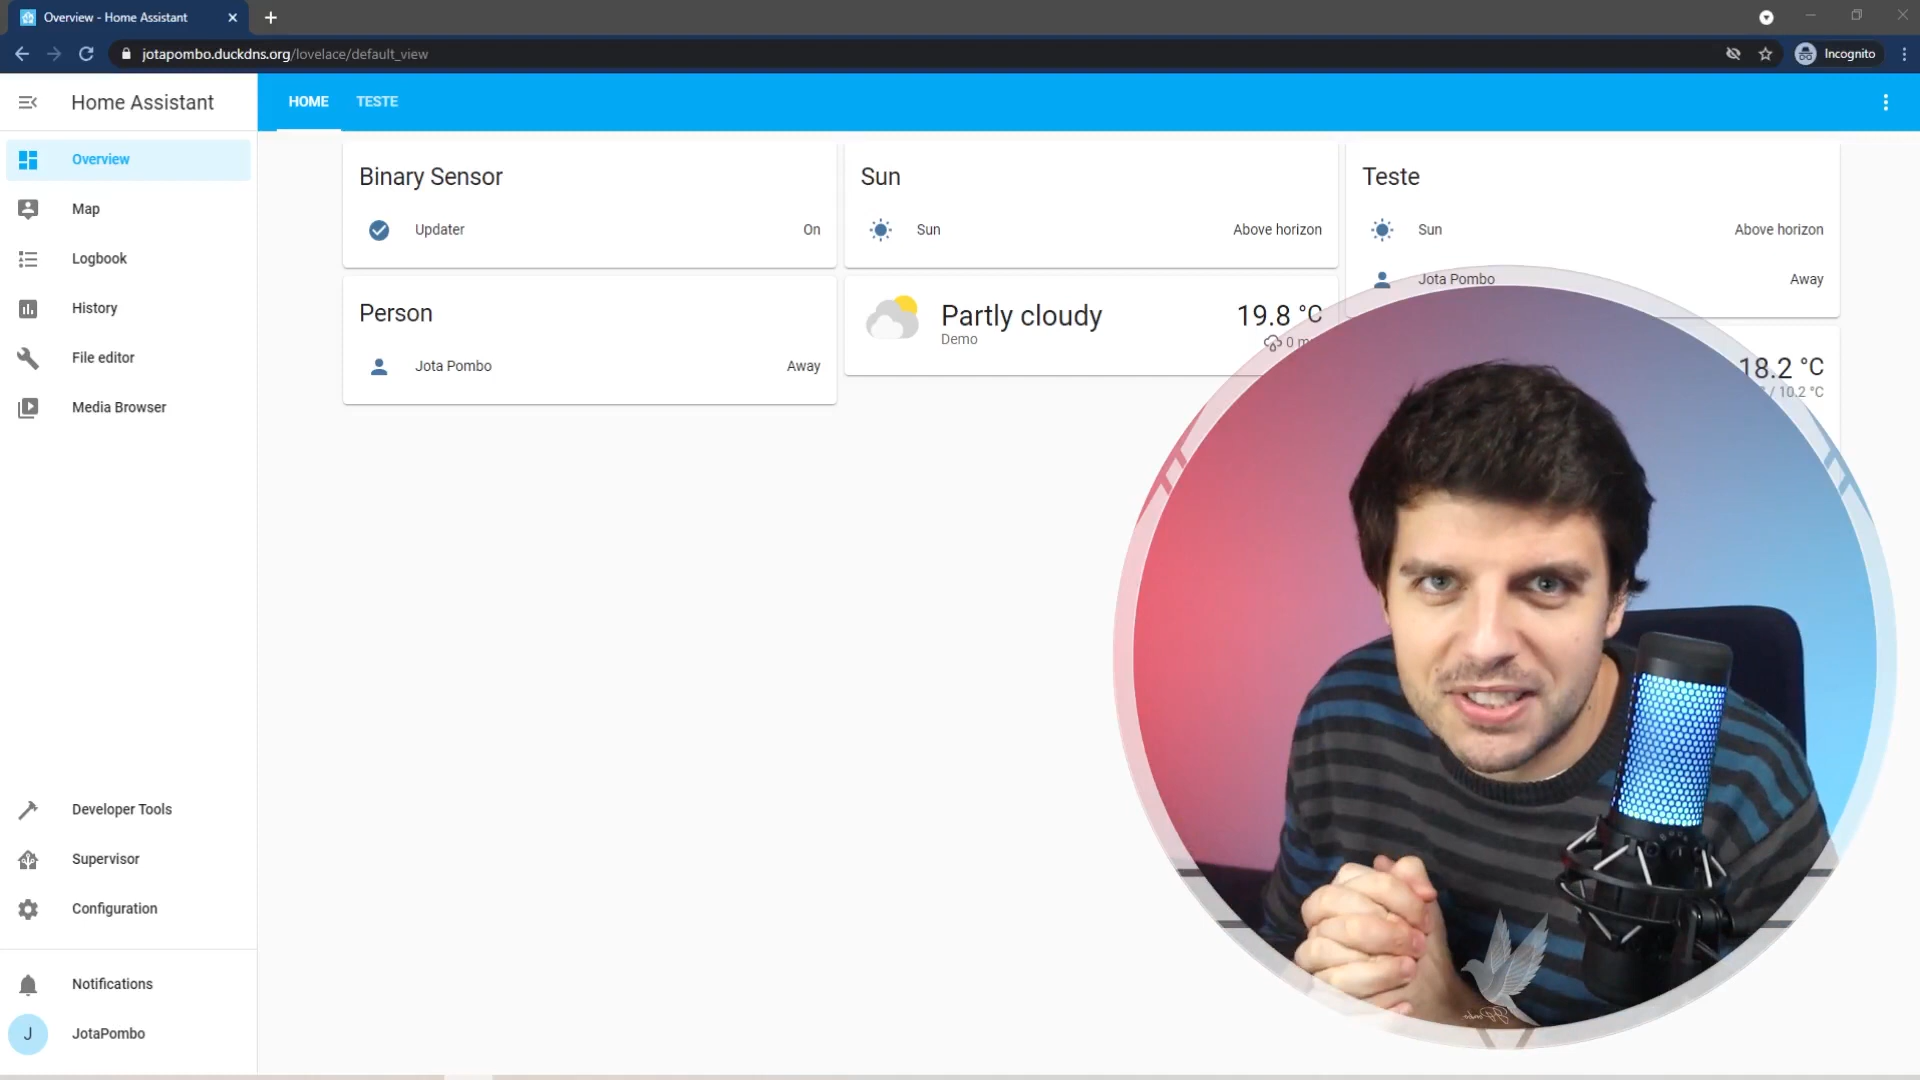 Overview - Home Assistant
jotapombo.duckdns.org/lovelace/default_view
Incognito
Home Assistant
HOME
TESTE
Overview
Map
Logbook
History
File editor
Media Browser
Developer Tools
Supervisor
Configuration
Notifications
J
JotaPombo
Binary Sensor
Updater
On
Person
Jota Pombo
Away
Sun
Sun
Above horizon
Partly cloudy
Demo
19.8 °C
0 m
Teste
Sun
Above horizon
Jota Pombo
Away
18.2 °C
/ 10.2 °C